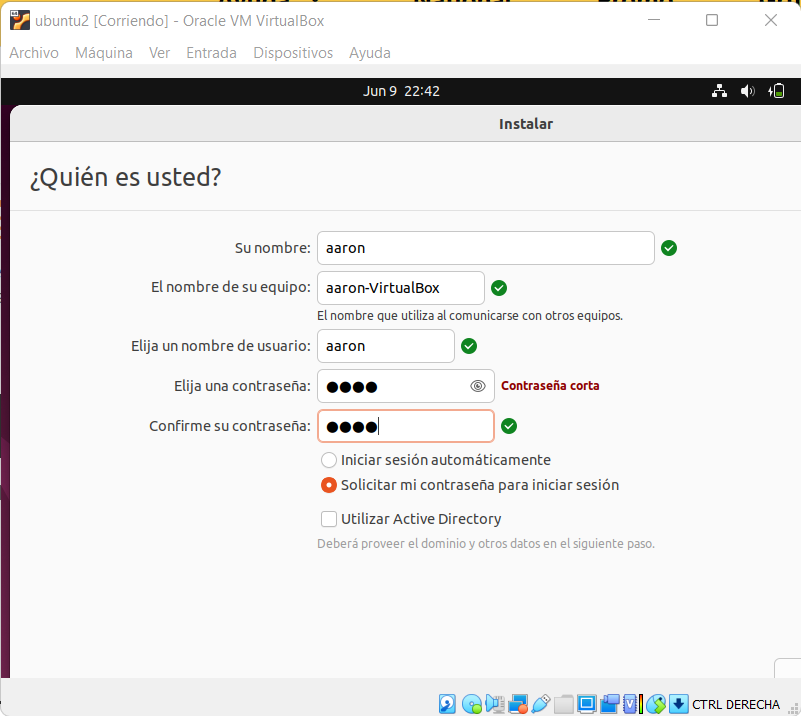 ubuntu2 [Corriendo] - Oracle VM VirtualBox
Archivo Máquina Ver Entrada Dispositivos Ayuda
Jun 9 22:42
Instalar
¿Quién es usted?
Su nombre: aaron
El nombre de su equipo: aaron-VirtualBox
El nombre que utiliza al comunicarse con otros equipos.
Elija un nombre de usuario: aaron
Elija una contraseña: ●●●● Contraseña corta
Confirme su contraseña: ●●●●
Iniciar sesión automáticamente
Solicitar mi contraseña para iniciar sesión
Utilizar Active Directory
Deberá proveer el dominio y otros datos en el siguiente paso.
CTRL DERECHA